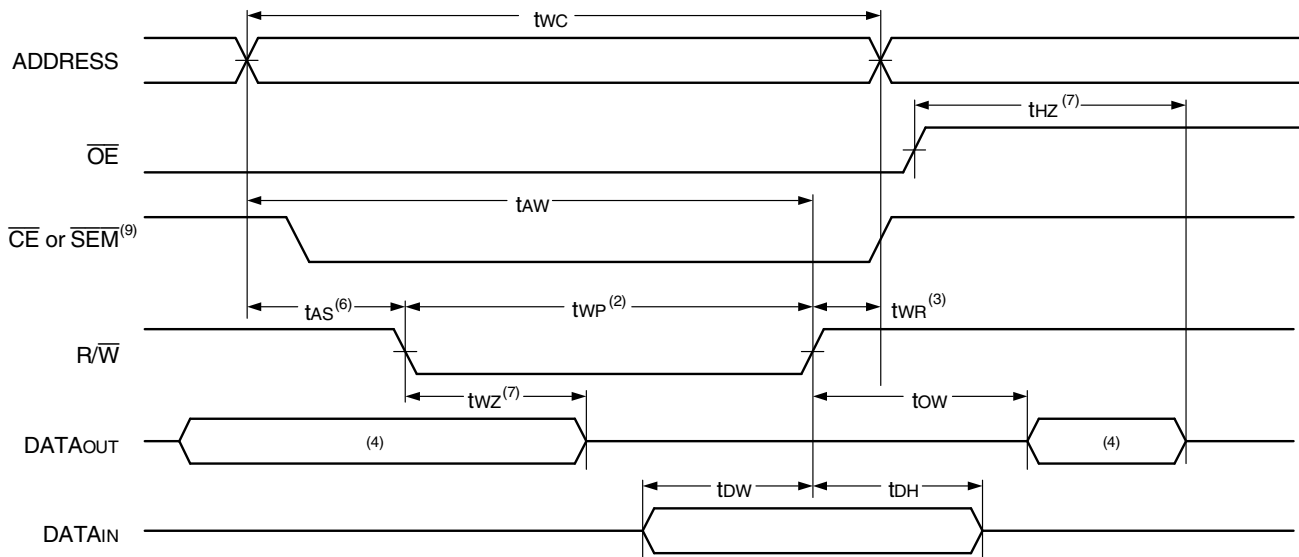 tWC
ADDRESS
tHZ(7)
OE
tAW
CE or SEM(9)
tAS(6)
tWP(2)
tWR(3)
R/W
tWZ(7)
tOW
DATAOUT
(4)
(4)
tDW
tDH
DATAIN